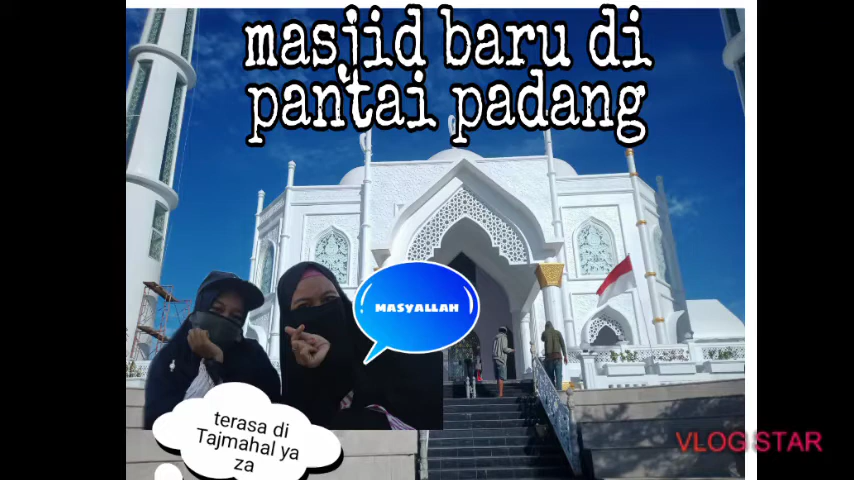 masjid baru di
pantai padang
MASYALLAH
terasa di
Tajmahal ya
za
VLOG STAR